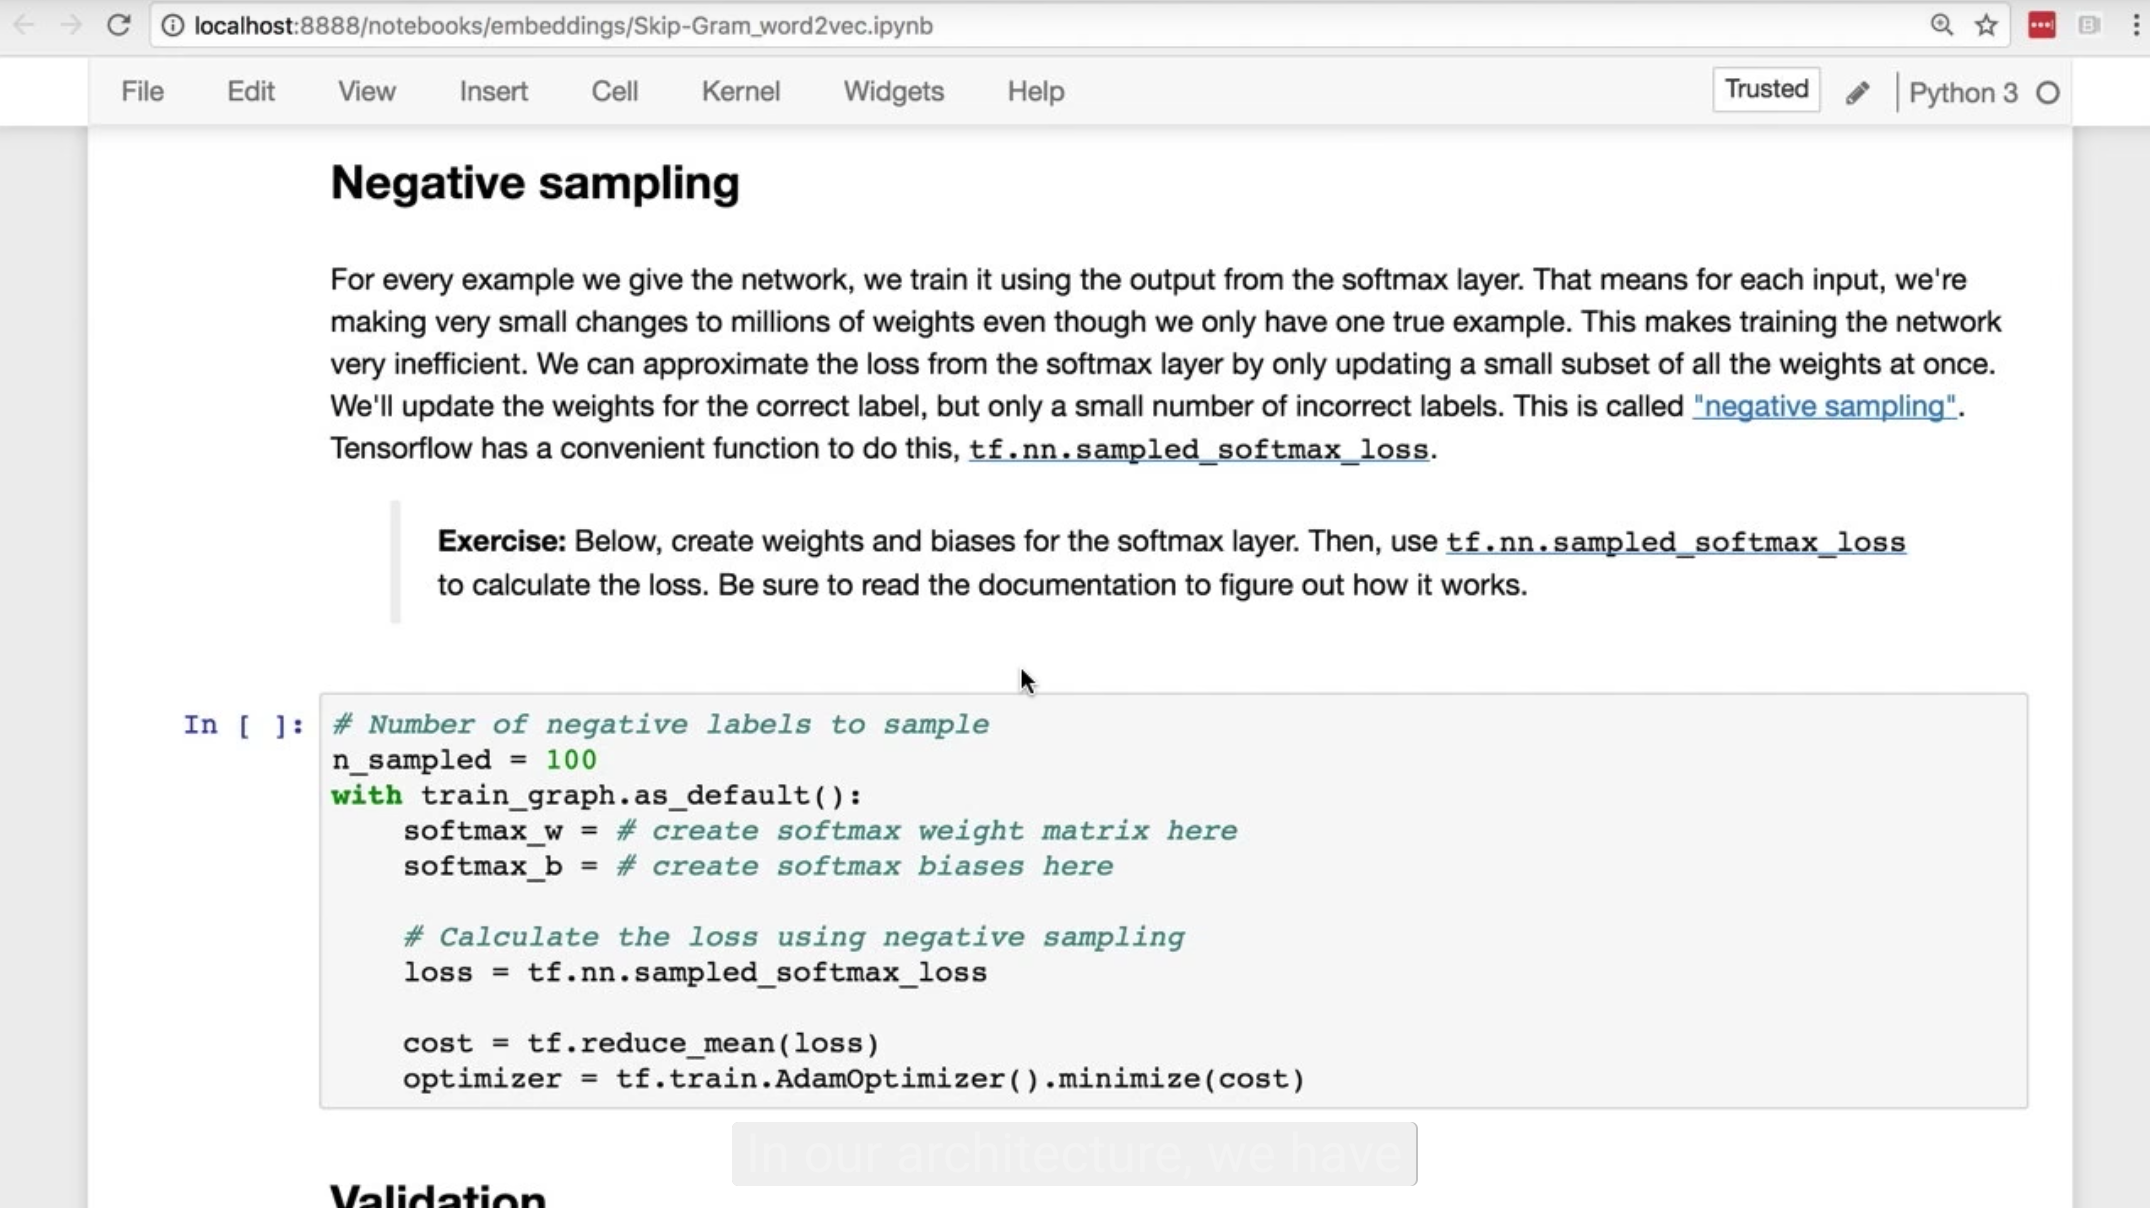 localhost:8888/notebooks/embeddings/Skip-Gram_word2vec.ipynb
File Edit View Insert Cell Kernel Widgets Help Trusted Python 3
Negative sampling
For every example we give the network, we train it using the output from the softmax layer. That means for each input, we're
making very small changes to millions of weights even though we only have one true example. This makes training the network
very inefficient. We can approximate the loss from the softmax layer by only updating a small subset of all the weights at once.
We'll update the weights for the correct label, but only a small number of incorrect labels. This is called "negative sampling".
Tensorflow has a convenient function to do this, tf.nn.sampled_softmax_loss.
Exercise: Below, create weights and biases for the softmax layer. Then, use tf.nn.sampled_softmax_loss
to calculate the loss. Be sure to read the documentation to figure out how it works.
In [ ]: # Number of negative labels to sample
n_sampled = 100
with train_graph.as_default():
    softmax_w = # create softmax weight matrix here
    softmax_b = # create softmax biases here
    # Calculate the loss using negative sampling
    loss = tf.nn.sampled_softmax_loss
    cost = tf.reduce_mean(loss)
    optimizer = tf.train.AdamOptimizer().minimize(cost)
In our architecture, we have
Validation